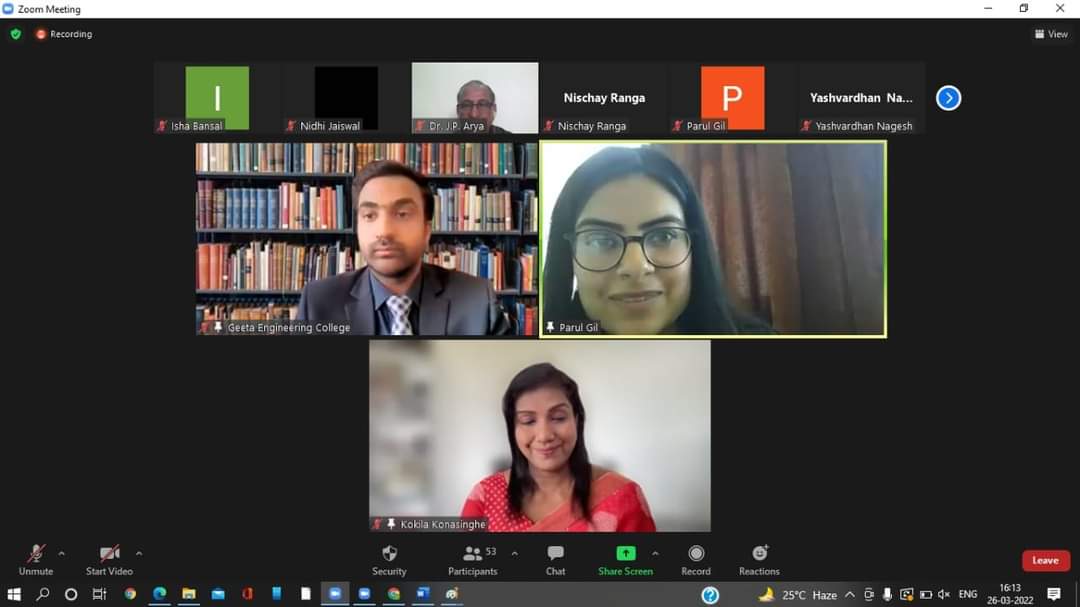 Zoom Meeting
Recording
View
I
Isha Bansal
Nidhi Jaiswal
Dr. J.P. Arya
Nischay Ranga
Nischay Ranga
P
Parul Gil
Yashvardhan Na...
Yashvardhan Nagesh
Geeta Engineering College
Parul Gil
Kokila Konasinghe
Unmute
Start Video
Security
53
Participants
Chat
Share Screen
Record
Reactions
Leave
25°C Haze
ENG
16:13
26-03-2022